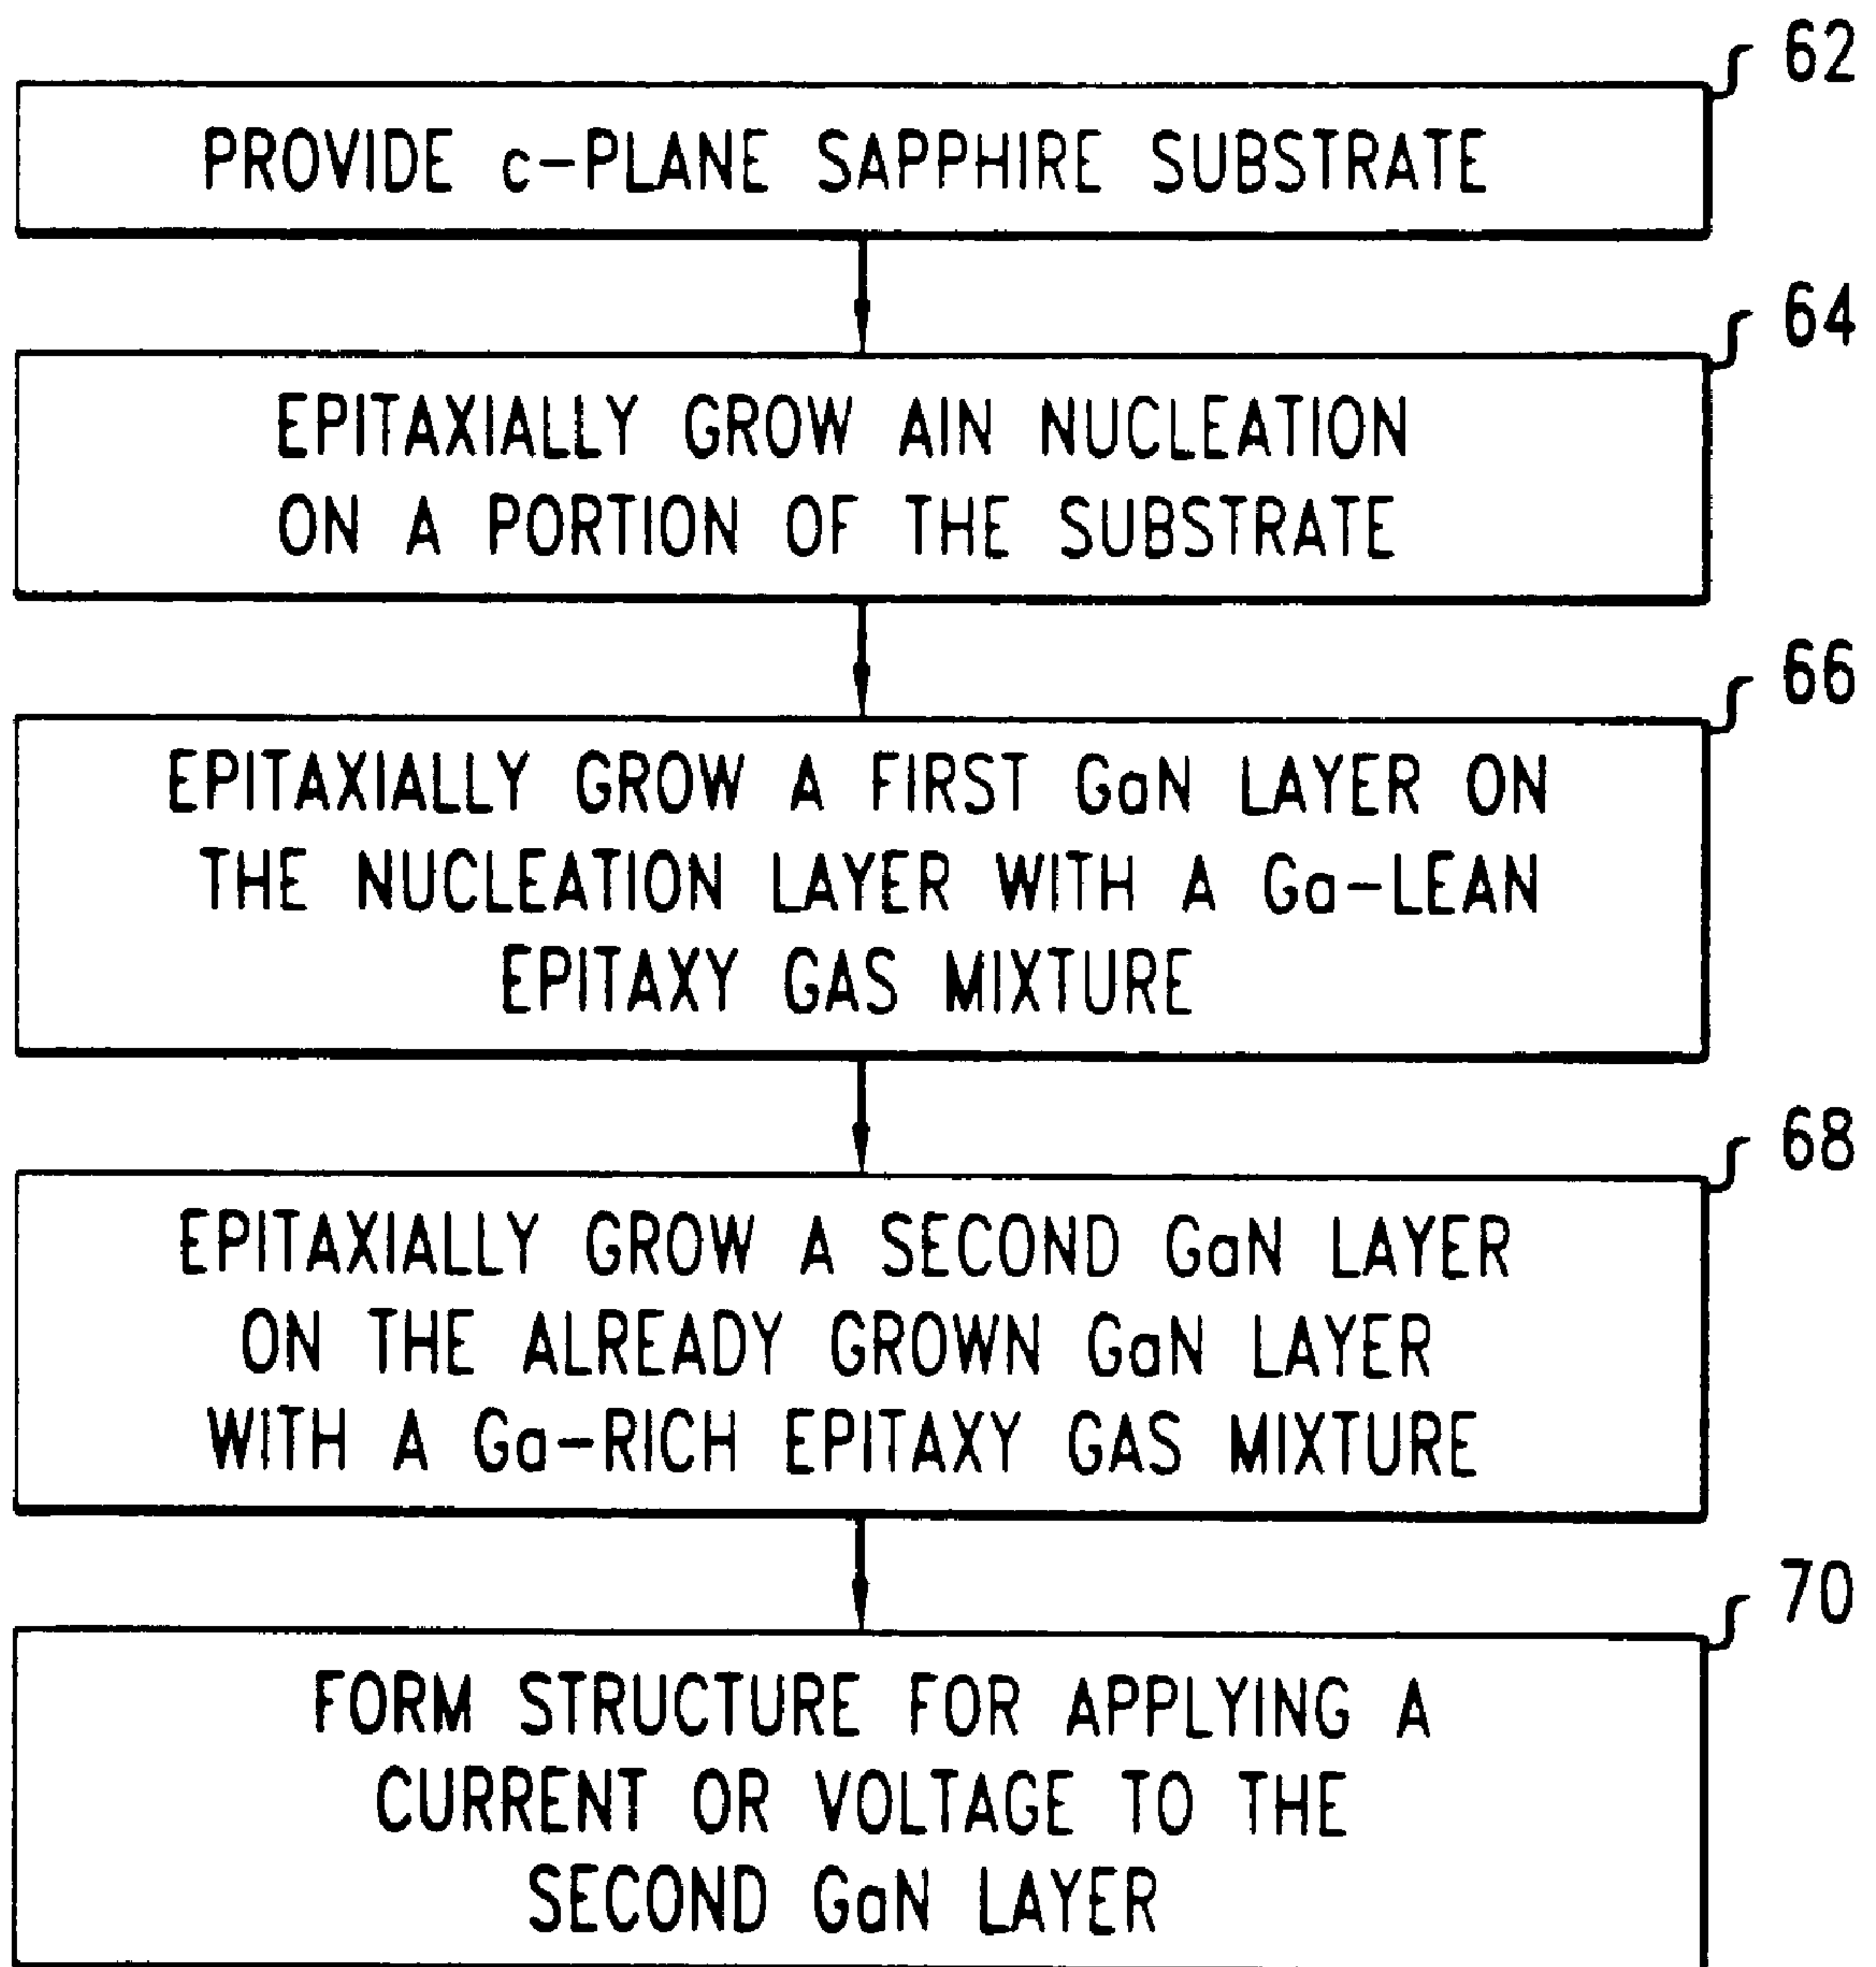 62
PROVIDE c-PLANE SAPPHIRE SUBSTRATE
64
EPITAXIALLY GROW AIN NUCLEATION
ON A PORTION OF THE SUBSTRATE
66
EPITAXIALLY GROW A FIRST GaN LAYER ON
THE NUCLEATION LAYER WITH A Ga-LEAN
EPITAXY GAS MIXTURE
68
EPITAXIALLY GROW A SECOND GaN LAYER
ON THE ALREADY GROWN GaN LAYER
WITH A Ga-RICH EPITAXY GAS MIXTURE
70
FORM STRUCTURE FOR APPLYING A
CURRENT OR VOLTAGE TO THE
SECOND GaN LAYER